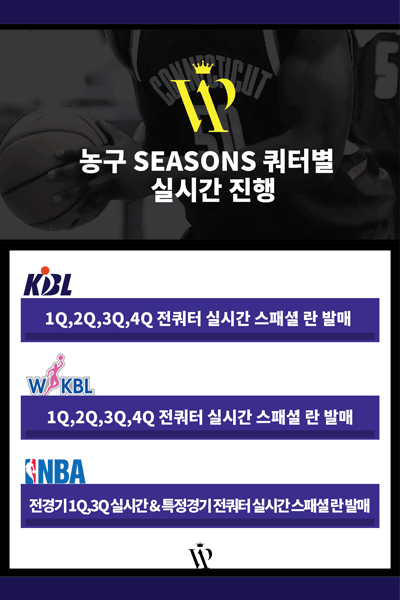 CONNECTICUT
VIP
농구 SEASONS 쿼터별
실시간 진행
KBL
1Q,2Q,3Q,4Q 전쿼터 실시간 스패셜 란 발매
WKBL
1Q,2Q,3Q,4Q 전쿼터 실시간 스패셜 란 발매
NBA
전경기 1Q,3Q 실시간 & 특정경기 전쿼터 실시간 스패셜 란 발매
VIP